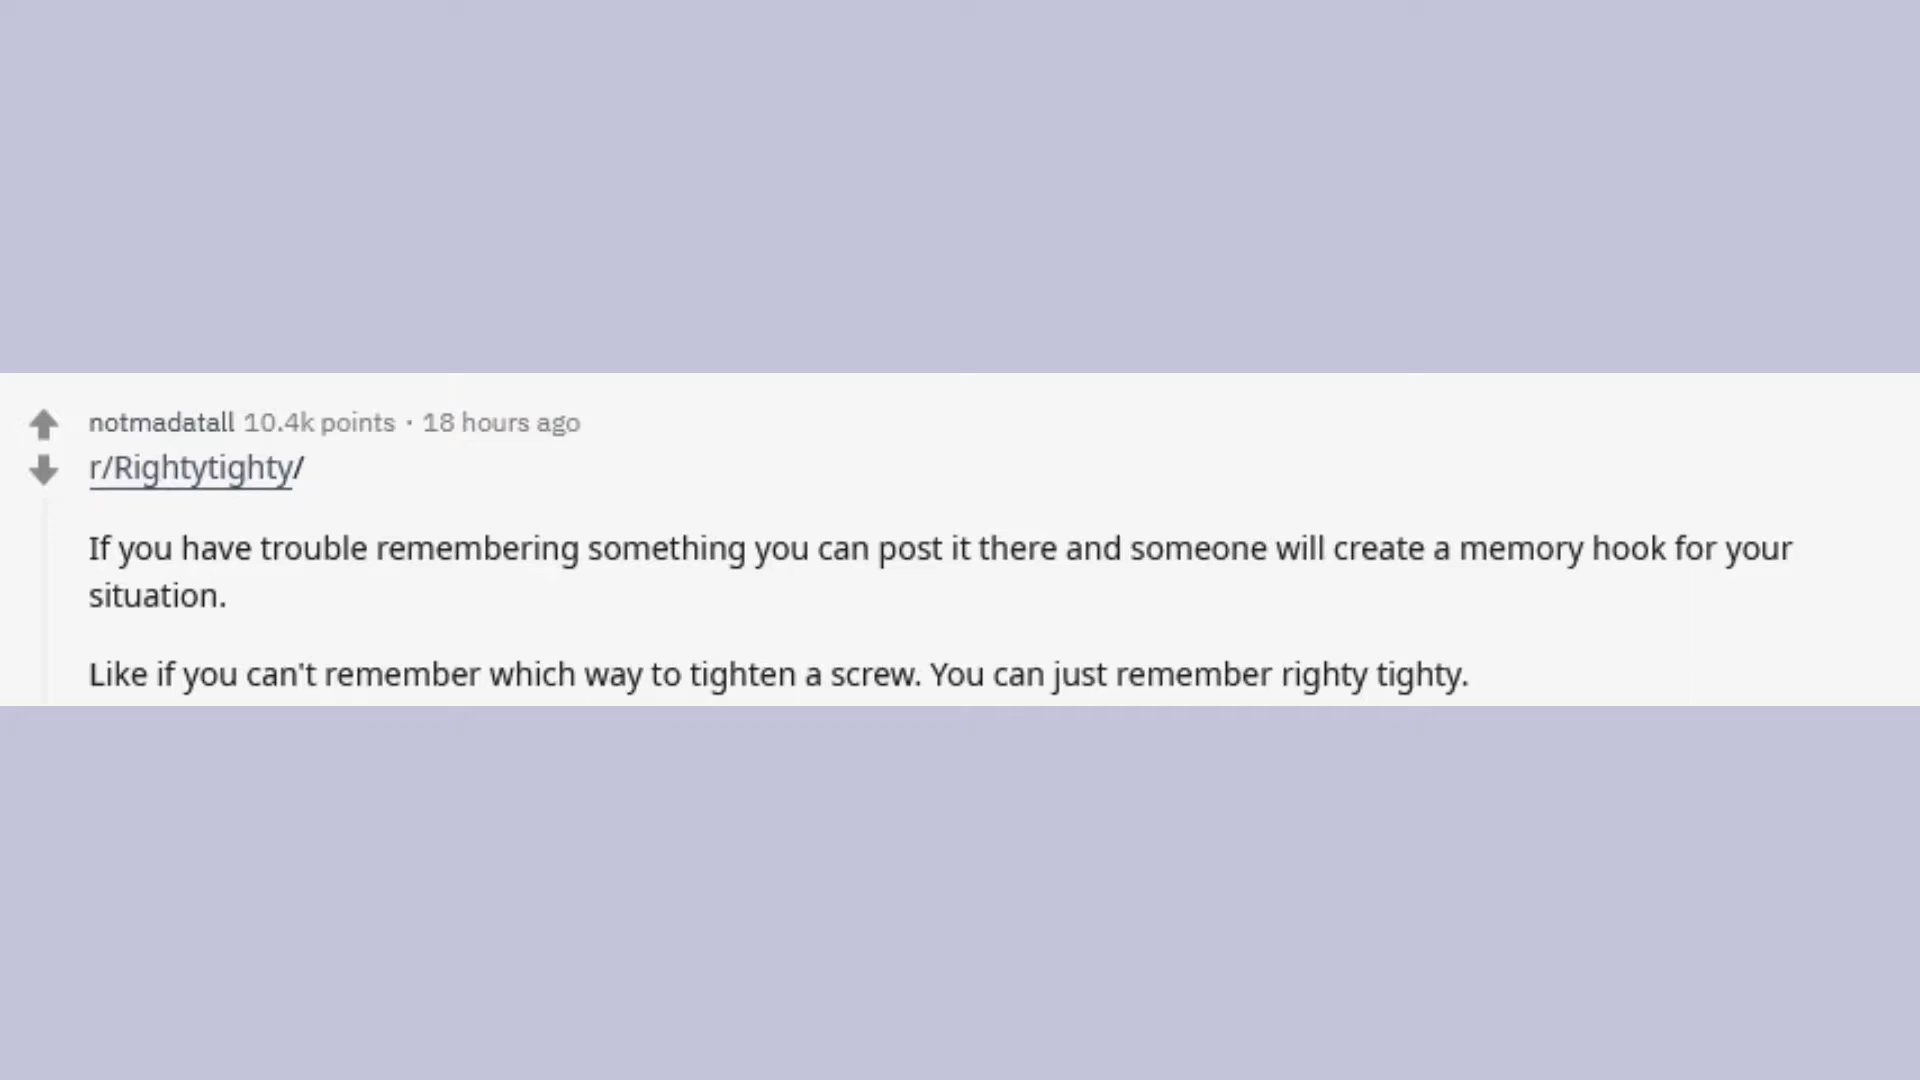 notmadatall 10.4k points · 18 hours ago
r/Rightytighty/
If you have trouble remembering something you can post it there and someone will create a memory hook for your
situation.
Like if you can't remember which way to tighten a screw. You can just remember righty tighty.